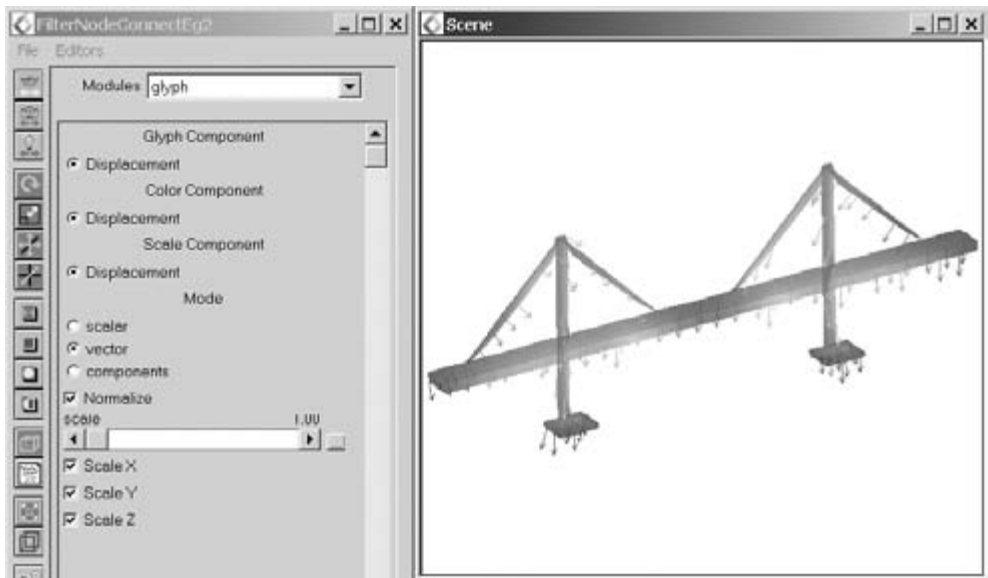 FilterNodeConnectEg2
File Editors
Modules glyph
Glyph Component
Displacement
Color Component
Displacement
Scale Component
Displacement
Mode
scalar
vector
components
Normalize
scale 1.00
Scale X
Scale Y
Scale Z
Scene